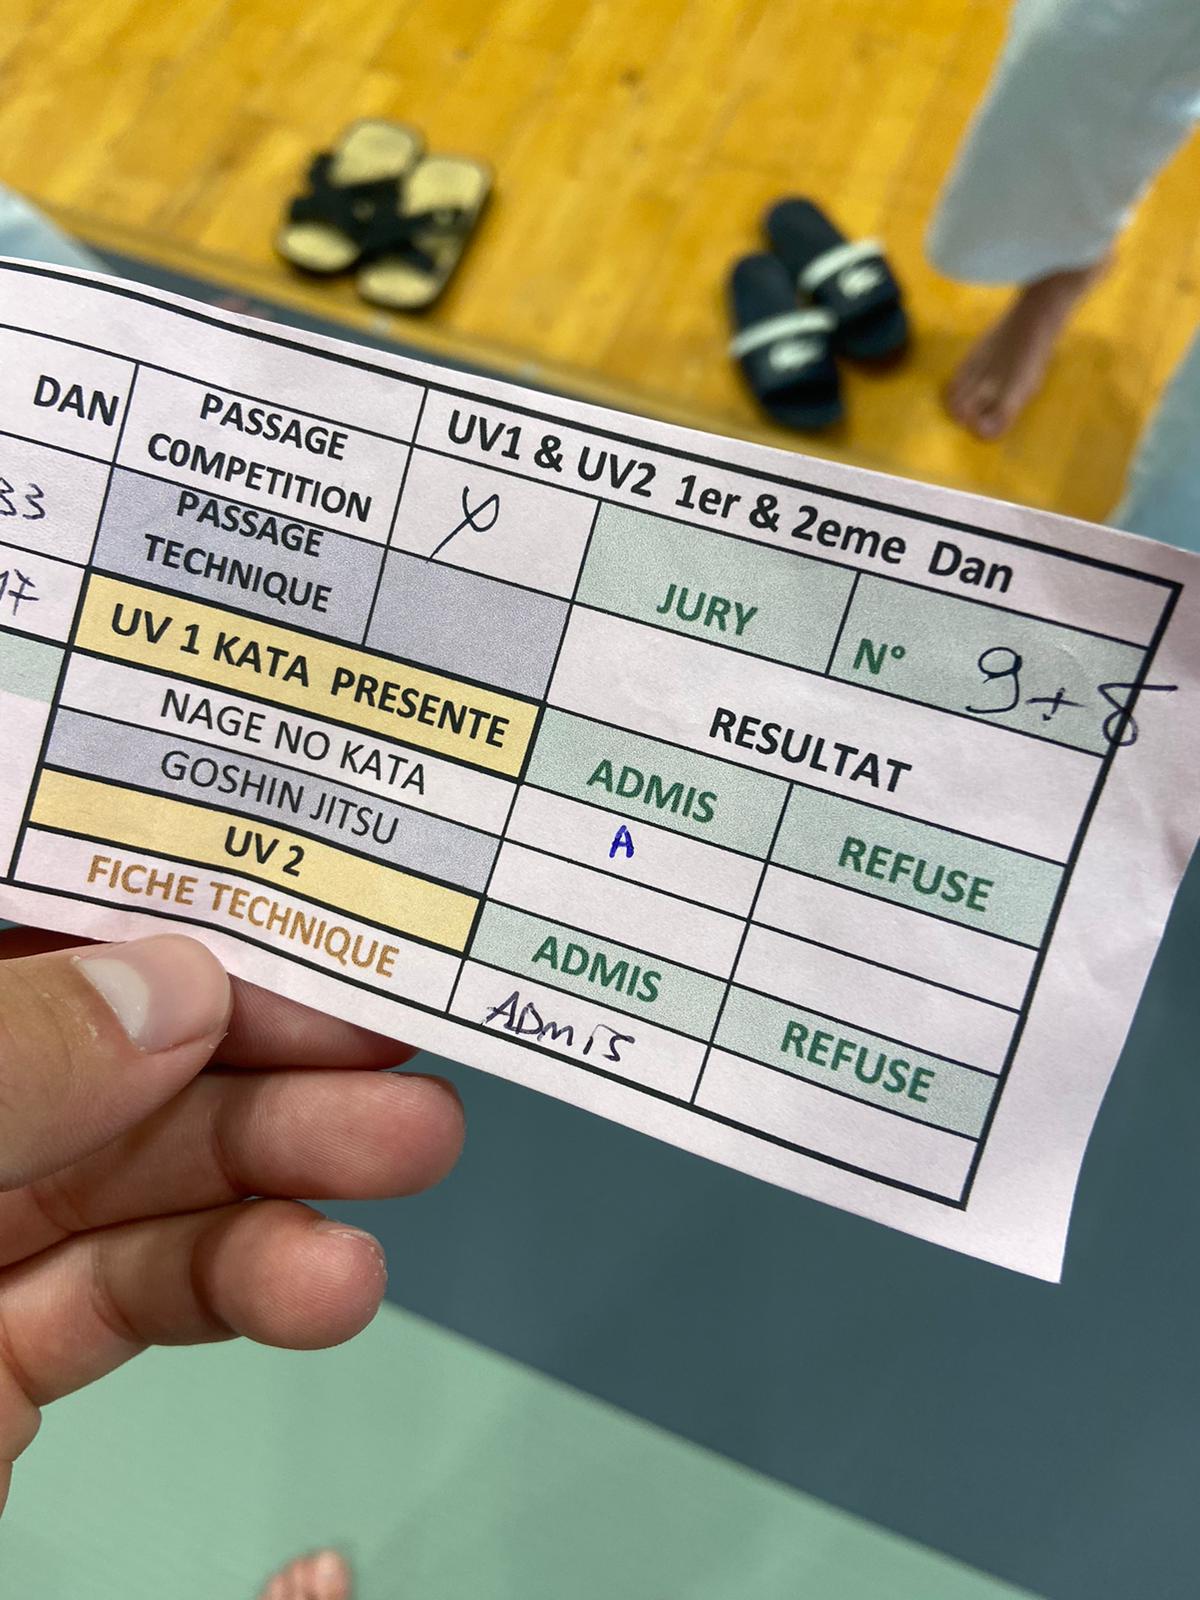 UV1 & UV2 1er & 2eme Dan
DAN
PASSAGE
COMPETITION
JURY
N° 9+8
33
PASSAGE
TECHNIQUE
RESULTAT
17
UV 1 KATA PRESENTE
ADMIS
REFUSE
NAGE NO KATA
A
GOSHIN JITSU
UV 2
ADMIS
REFUSE
FICHE TECHNIQUE
ADMIS